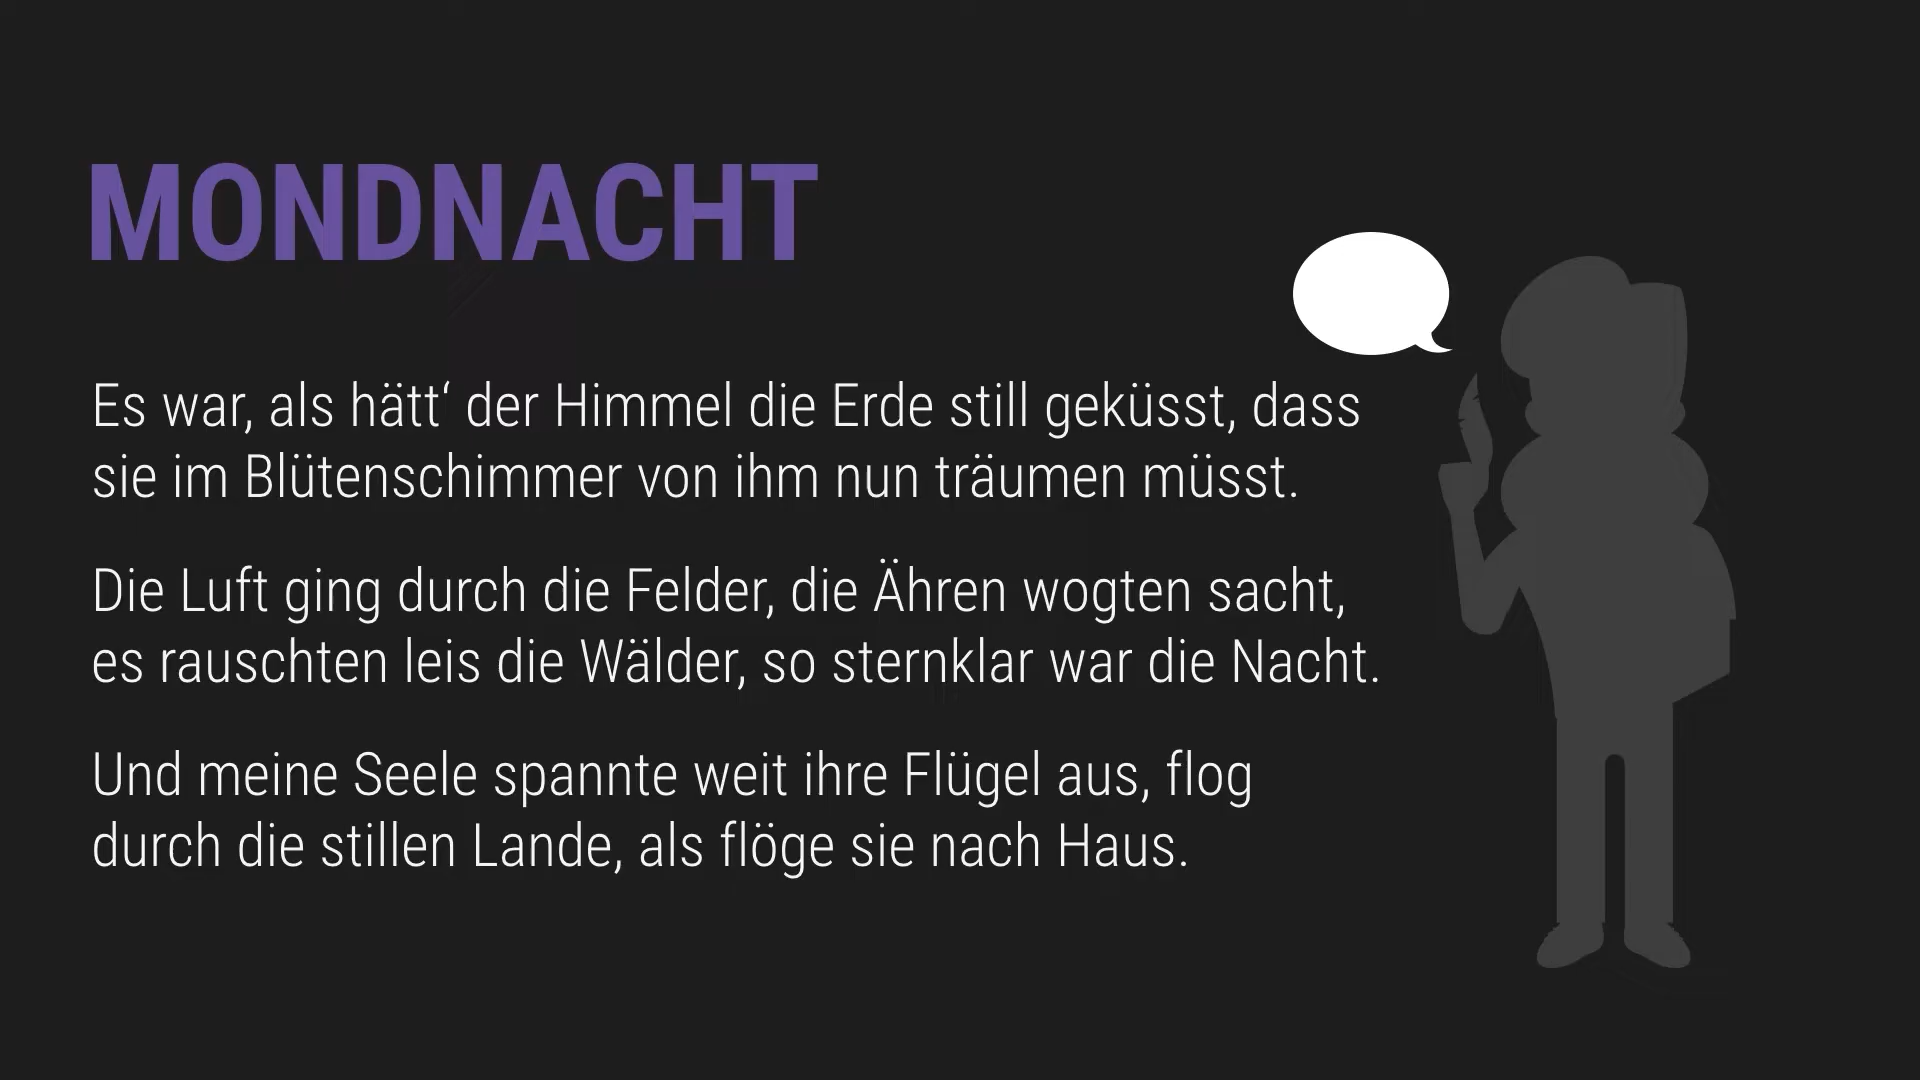 MONDNACHT
Es war, als hätt‘ der Himmel die Erde still geküsst, dass
sie im Blütenschimmer von ihm nun träumen müsst.
Die Luft ging durch die Felder, die Ähren wogten sacht,
es rauschten leis die Wälder, so sternklar war die Nacht.
Und meine Seele spannte weit ihre Flügel aus, flog
durch die stillen Lande, als flöge sie nach Haus.